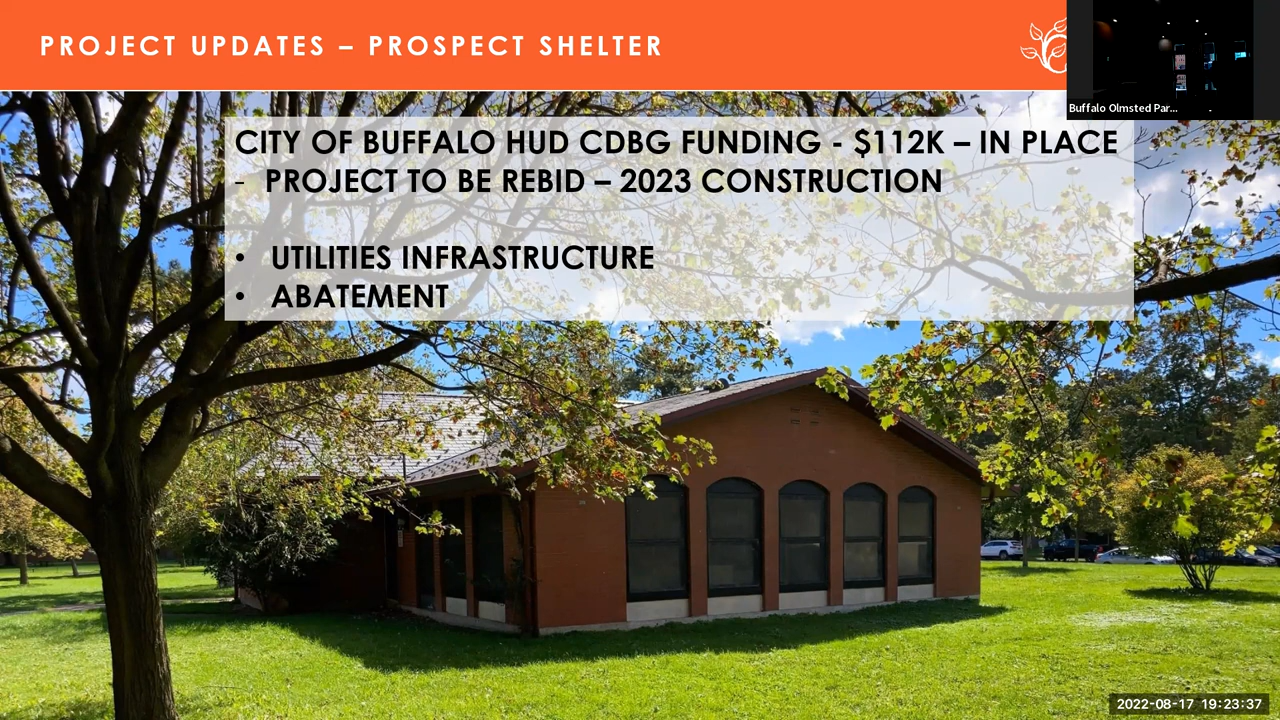 PROJECT UPDATES – PROSPECT SHELTER
Buffalo Olmsted Par...
CITY OF BUFFALO HUD CDBG FUNDING - $112K – IN PLACE
- PROJECT TO BE REBID – 2023 CONSTRUCTION
• UTILITIES INFRASTRUCTURE
• ABATEMENT
2022-08-17 19:23:37